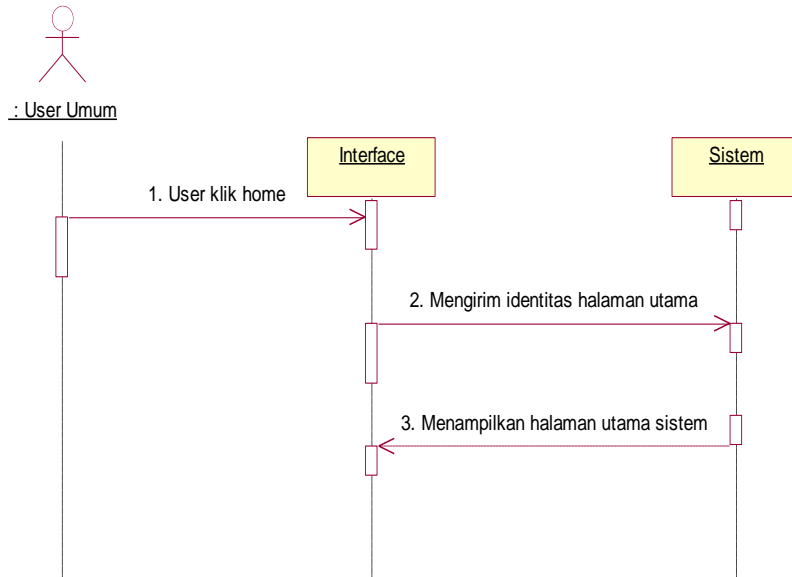 : User Umum
Interface
Sistem
1. User klik home
2. Mengirim identitas halaman utama
3. Menampilkan halaman utama sistem